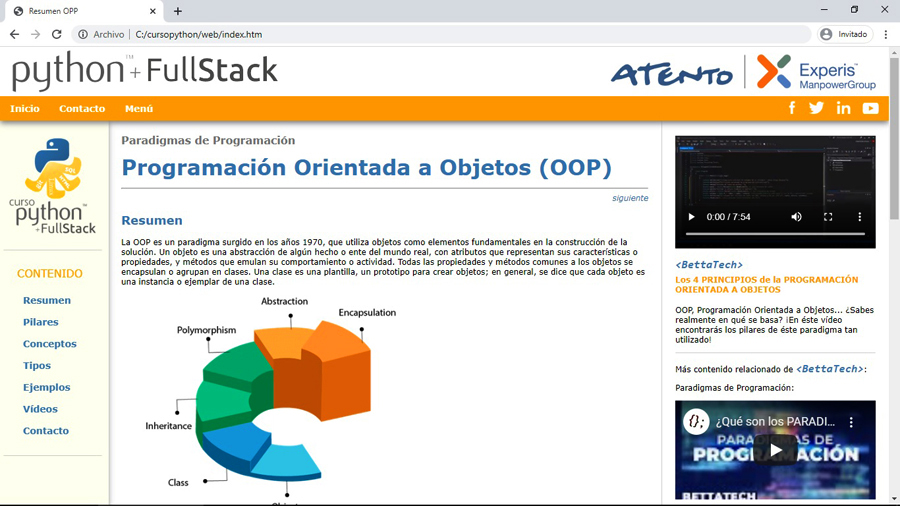 Resumen OPP
Archivo
C:/cursopython/web/index.htm
Invitado
python™ + FullStack
ATENTO
Experis™
ManpowerGroup
Inicio
Contacto
Menú
SQL
curso
python™
+FullStack
CONTENIDO
Resumen
Pilares
Conceptos
Tipos
Ejemplos
Vídeos
Contacto
Paradigmas de Programación
Programación Orientada a Objetos (OOP)
siguiente
Resumen
La OOP es un paradigma surgido en los años 1970, que utiliza objetos como elementos fundamentales en la construcción de la
solución. Un objeto es una abstracción de algún hecho o ente del mundo real, con atributos que representan sus características o
propiedades, y métodos que emulan su comportamiento o actividad. Todas las propiedades y métodos comunes a los objetos se
encapsulan o agrupan en clases. Una clase es una plantilla, un prototipo para crear objetos; en general, se dice que cada objeto es
una instancia o ejemplar de una clase.
Abstraction
Encapsulation
Polymorphism
Inheritance
Class
0:00 / 7:54
<BettaTech>
Los 4 PRINCIPIOS de la PROGRAMACIÓN
ORIENTADA A OBJETOS
OOP, Programación Orientada a Objetos... ¿Sabes
realmente en qué se basa? ¡En éste vídeo
encontrarás los pilares de éste paradigma tan
utilizado!
Más contenido relacionado de <BettaTech>:
Paradigmas de Programación:
{};
¿Qué son los PARADI...
PARADIGMAS DE
PROGRAMACIÓN
BETTATECH